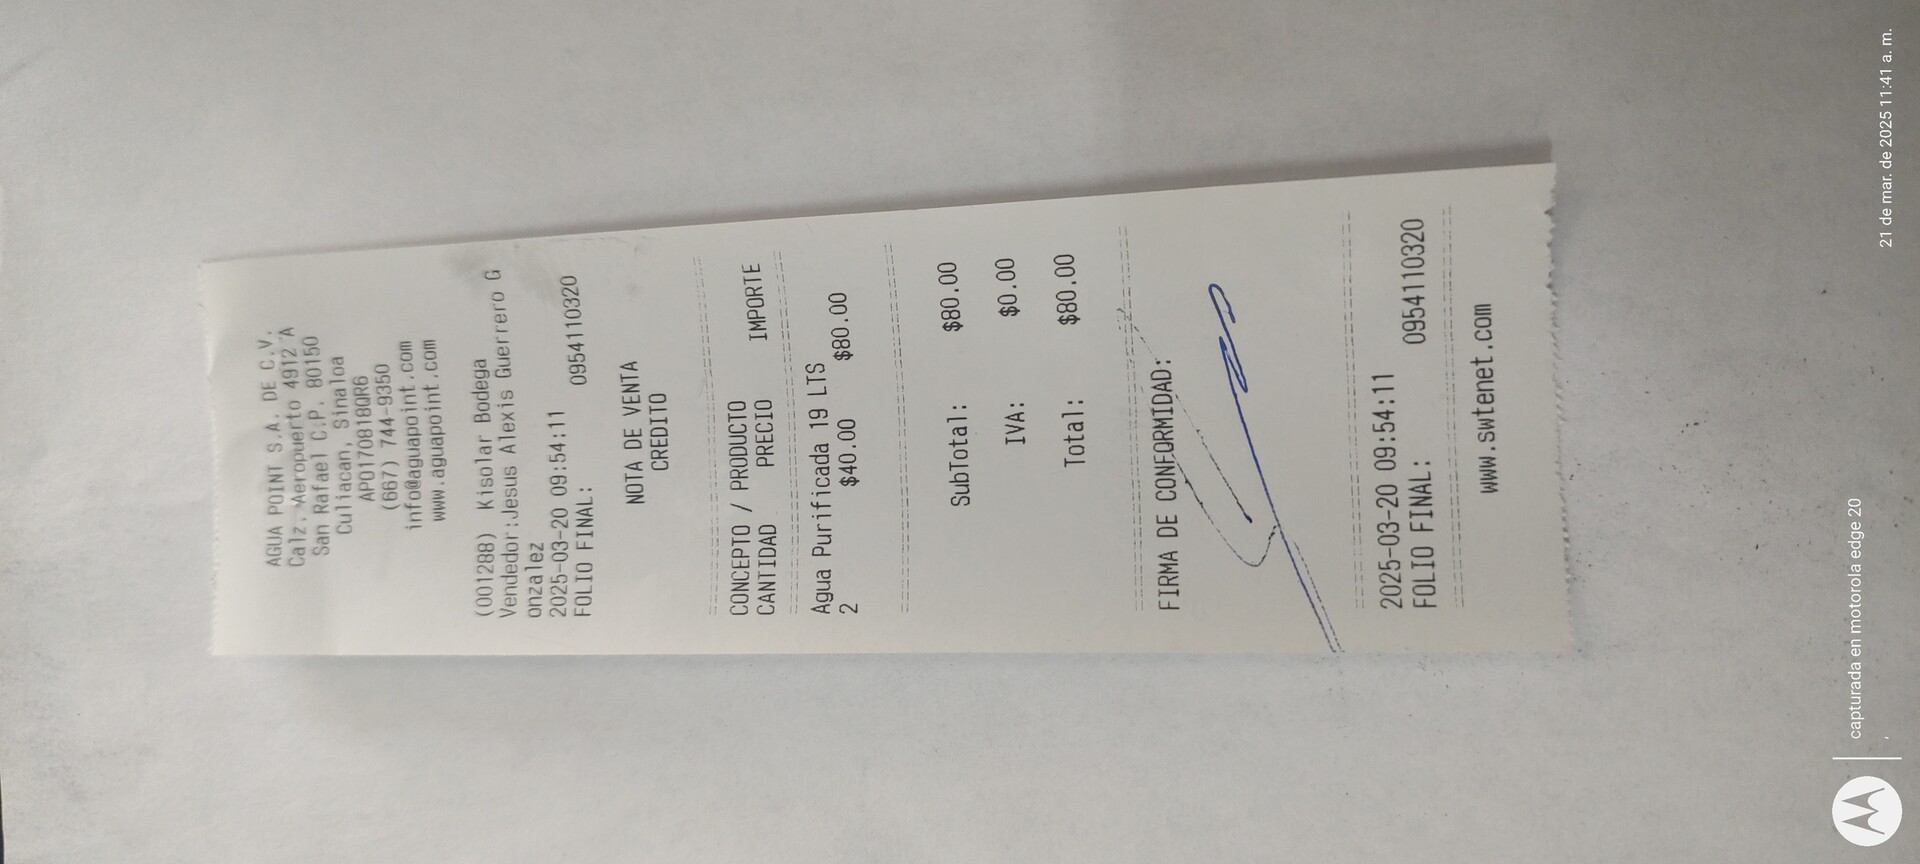 AGUA POINT S.A. DE C.V.
Calz. Aeropuerto 4912 A
San Rafael C.P. 80150
Culiacan, Sinaloa
APO170818QR6
(667) 744-9350
info@aguapoint.com
www.aguapoint.com
(001288) Kisolar Bodega
Vendedor:Jesus Alexis Guerrero G
onzalez
2025-03-20 09:54:11
FOLIO FINAL: 0954110320
NOTA DE VENTA
CREDITO
CONCEPTO / PRODUCTO
CANTIDAD PRECIO IMPORTE
Agua Purificada 19 LTS
2 $40.00 $80.00
SubTotal: $80.00
IVA: $0.00
Total: $80.00
FIRMA DE CONFORMIDAD:
2025-03-20 09:54:11
FOLIO FINAL: 0954110320
www.swtenet.com
capturada en motorola edge 20
21 de mar. de 2025 11:41 a. m.